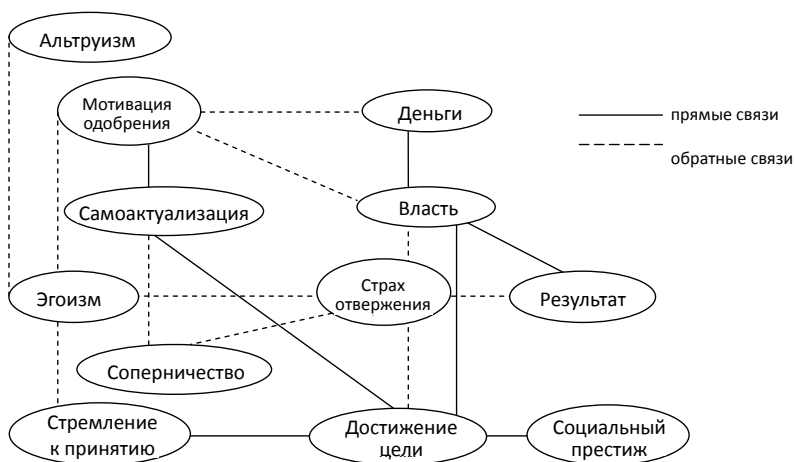 Альтруизм
Мотивация
одобрения
Деньги
прямые связи
обратные связи
Самоактуализация
Власть
Эгоизм
Страх
отвержения
Результат
Соперничество
Стремление
к принятию
Достижение
цели
Социальный
престиж